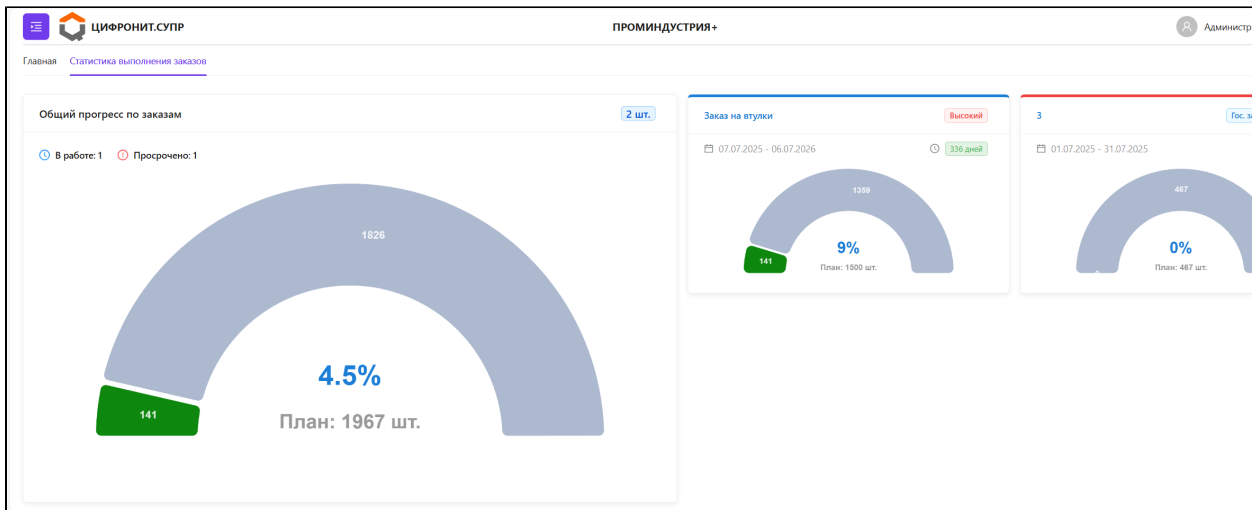 ЦИФРОНИТ.СУПР
ПРОМИНДУСТРИЯ+
Администр
Главная Статистика выполнения заказов
Общий прогресс по заказам
2 шт.
В работе: 1 Просрочено: 1
1826
141
4.5%
План: 1967 шт.
Заказ на втулки
Высокий
07.07.2025 - 06.07.2026
336 дней
1359
141
9%
План: 1500 шт.
3
Гос. за
01.07.2025 - 31.07.2025
467
0%
План: 467 шт.